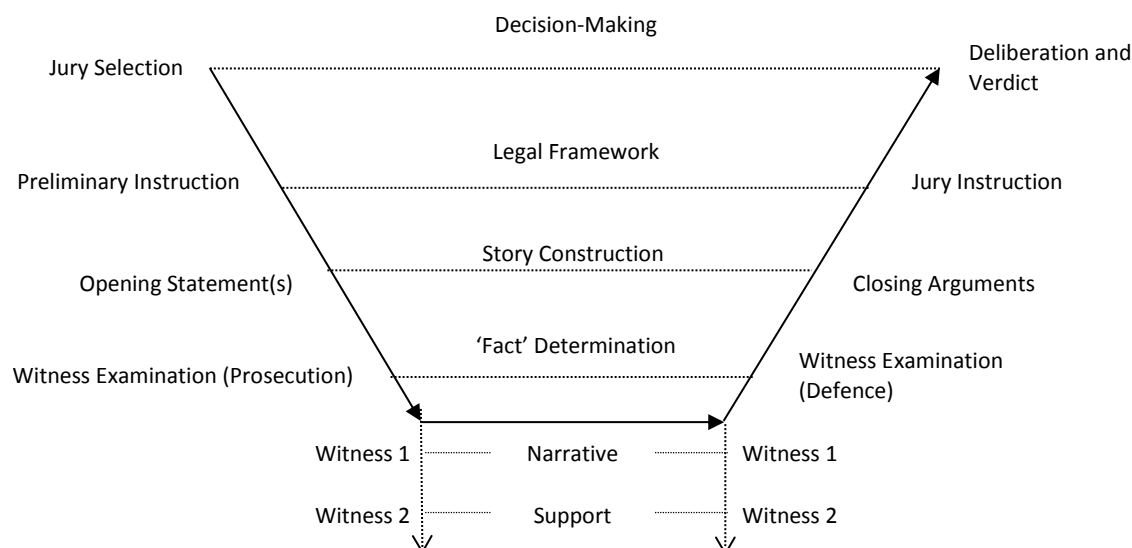 Decision-Making
Jury Selection
Deliberation and
Verdict
Legal Framework
Preliminary Instruction
Jury Instruction
Story Construction
Opening Statement(s)
Closing Arguments
‘Fact’ Determination
Witness Examination (Prosecution)
Witness Examination
(Defence)
Witness 1
Narrative
Witness 1
Witness 2
Support
Witness 2